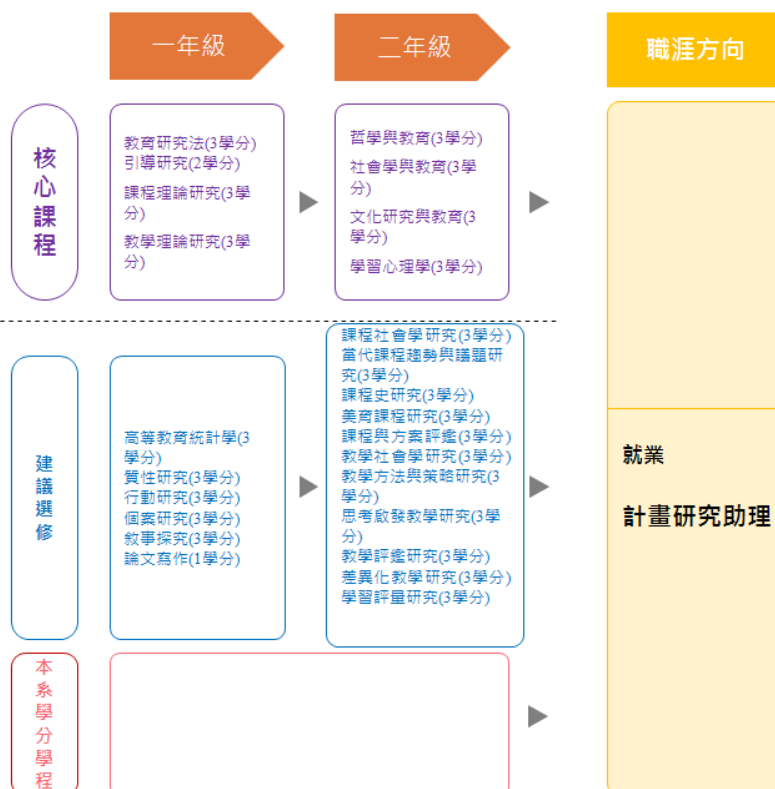 一年級
二年級
職涯方向
核心課程
教育研究法(3學分)
引導研究(2學分)
課程理論研究(3學
分)
教學理論研究(3學
分)
哲學與教育(3學分)
社會學與教育(3學
分)
文化研究與教育(3
學分)
學習心理學(3學分)
建議選修
高等教育統計學(3
學分)
質性研究(3學分)
行動研究(3學分)
個案研究(3學分)
敘事探究(3學分)
論文寫作(1學分)
課程社會學研究(3學分)
當代課程趨勢與議題研
究(3學分)
課程史研究(3學分)
美育課程研究(3學分)
課程與方案評鑑(3學分)
教學社會學研究(3學分)
教學方法與策略研究(3
學分)
思考啟發教學研究(3學
分)
教學評鑑研究(3學分)
差異化教學研究(3學分)
學習評量研究(3學分)
就業
計畫研究助理
本系學分學程